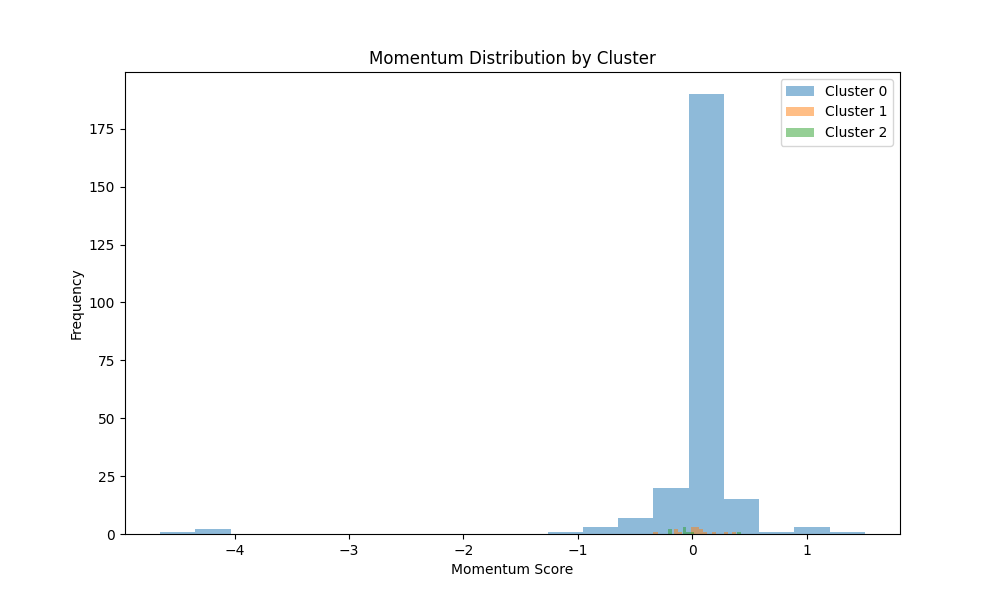 Momentum Distribution by Cluster
Cluster 0
Cluster 1
Cluster 2
Frequency
175
150
125
100
75
50
25
0
−4
−3
−2
−1
0
1
Momentum Score